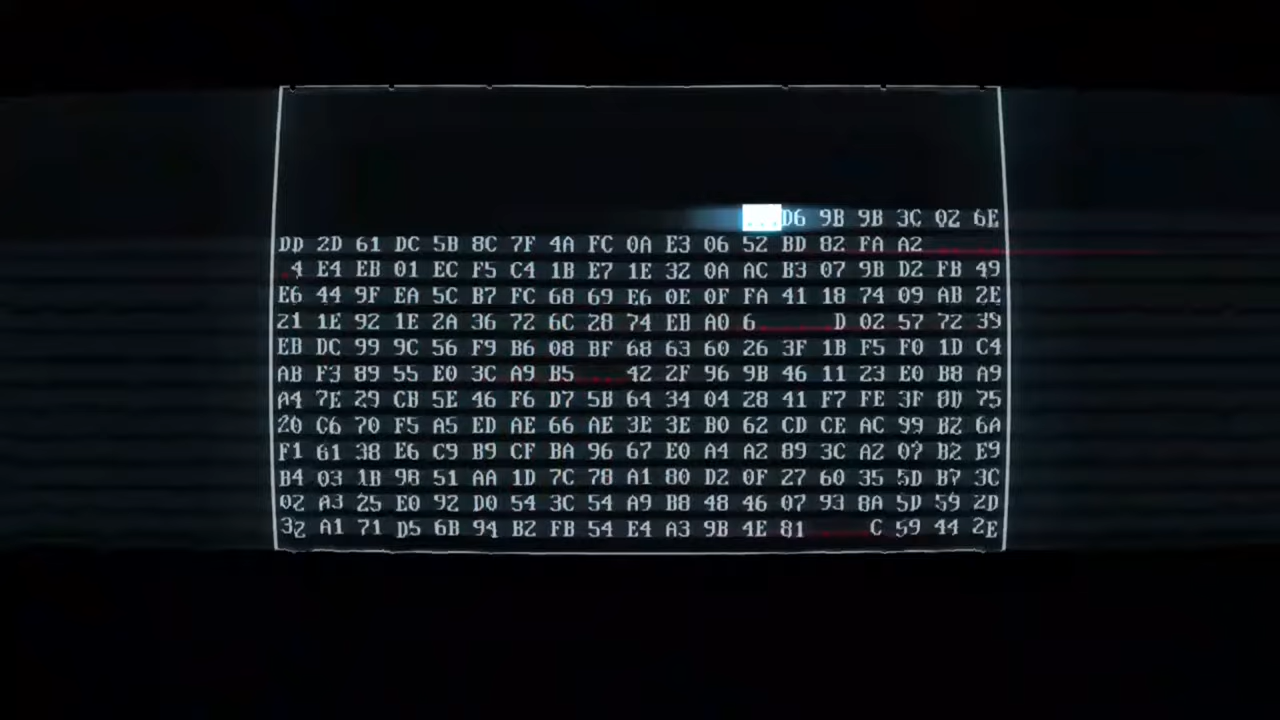 ... D6 9B 9B 3C 02 6E
DD 2D 61 DC 5B 8C 7F 4A FC 0A E3 06 52 BD 82 FA A2
4 E4 EB 01 EC F5 C4 1B E7 1E 32 0A AC B3 07 9B D2 FB 49
E6 44 9F EA 5C B7 FC 68 69 E6 0E 0F FA 41 18 74 09 AB 2E
21 1E 92 1E 2A 36 72 6C 28 74 EB A0 6 D 02 57 72 39
EB DC 99 9C 56 F9 B6 08 BF 68 63 60 26 3F 1B F5 F0 1D C4
AB F3 89 55 E0 3C A9 B5 42 2F 96 9B 46 11 23 E0 B8 A9
A4 7E 29 CB 5E 46 F6 D7 5B 64 34 04 28 41 F7 FE 3F 8D 75
20 C6 70 F5 A5 ED AE 66 AE 3E 3E B0 62 CD CE AC 99 B2 6A
F1 61 38 E6 C9 B9 CF BA 96 67 E0 A4 A2 89 3C A2 07 B2 E9
B4 03 1B 98 51 AA 1D 7C 78 A1 80 D2 0F 27 60 35 5D B7 3C
02 A3 25 E0 92 D0 54 3C 54 A9 B8 48 46 07 93 8A 5D 59 2D
32 A1 71 D5 6B 94 B2 FB 54 E4 A3 9B 4E 81 C 59 44 2E